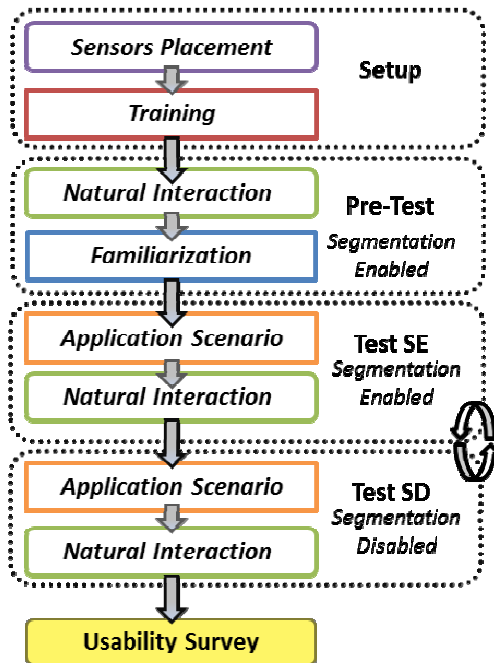 Sensors Placement
Setup
Training
Natural Interaction
Pre-Test
Familiarization
Segmentation
Enabled
Application Scenario
Test SE
Segmentation
Natural Interaction
Enabled
Application Scenario
Test SD
Segmentation
Natural Interaction
Disabled
Usability Survey